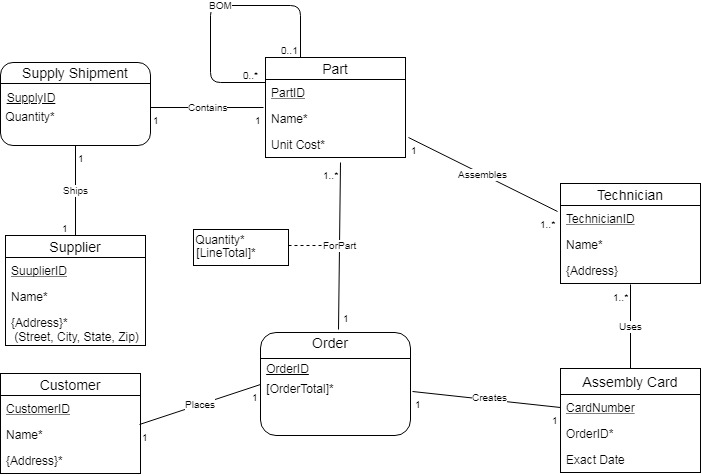 BOM
0..1
0..*
Part
PartID
Name*
Unit Cost*
Supply Shipment
SupplyID
Quantity*
1
Contains
1
1
Ships
1
Supplier
SuuplierID
Name*
{Address}*
(Street, City, State, Zip)
1
Assembles
1..*
Technician
TechnicianID
Name*
{Address}
1..*
Quantity*
[LineTotal]*
ForPart
1
1..*
Uses
Order
OrderID
[OrderTotal]*
Customer
CustomerID
Name*
{Address}*
1
Places
1
1
Creates
1
Assembly Card
CardNumber
OrderID*
Exact Date